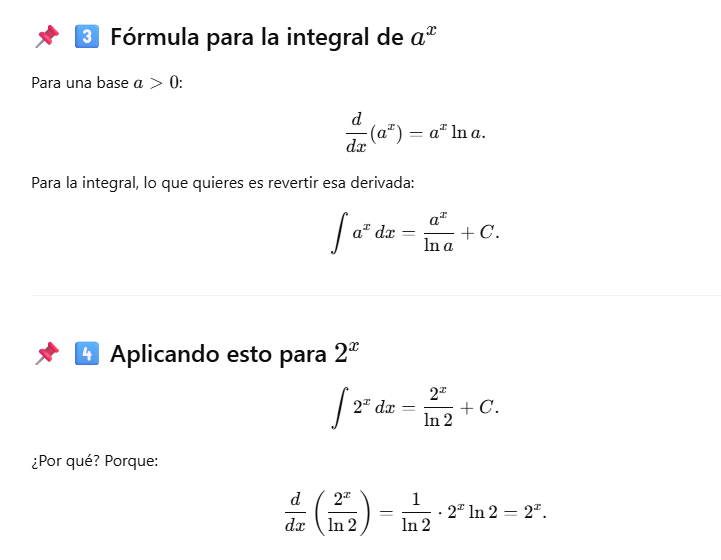 📌 3️⃣ Fórmula para la integral de $a^x$
Para una base $a > 0$:
$\frac{d}{dx}(a^x) = a^x \ln a.$
Para la integral, lo que quieres es revertir esa derivada:
$\int a^x \, dx = \frac{a^x}{\ln a} + C.$
📌 4️⃣ Aplicando esto para $2^x$
$\int 2^x \, dx = \frac{2^x}{\ln 2} + C.$
¿Por qué? Porque:
$\frac{d}{dx}\left(\frac{2^x}{\ln 2}\right) = \frac{1}{\ln 2} \cdot 2^x \ln 2 = 2^x.$